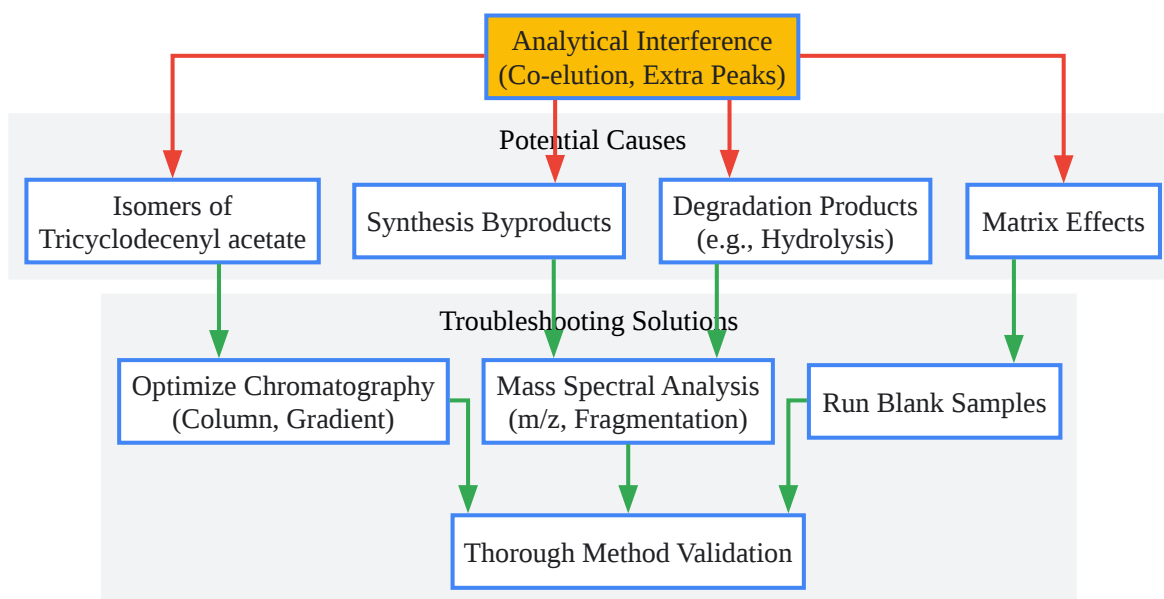 Analytical Interference
(Co-elution, Extra Peaks)
Potential Causes
Isomers of
Tricyclodecenyl acetate
Synthesis Byproducts
Degradation Products
(e.g., Hydrolysis)
Matrix Effects
Troubleshooting Solutions
Optimize Chromatography
(Column, Gradient)
Mass Spectral Analysis
(m/z, Fragmentation)
Run Blank Samples
Thorough Method Validation